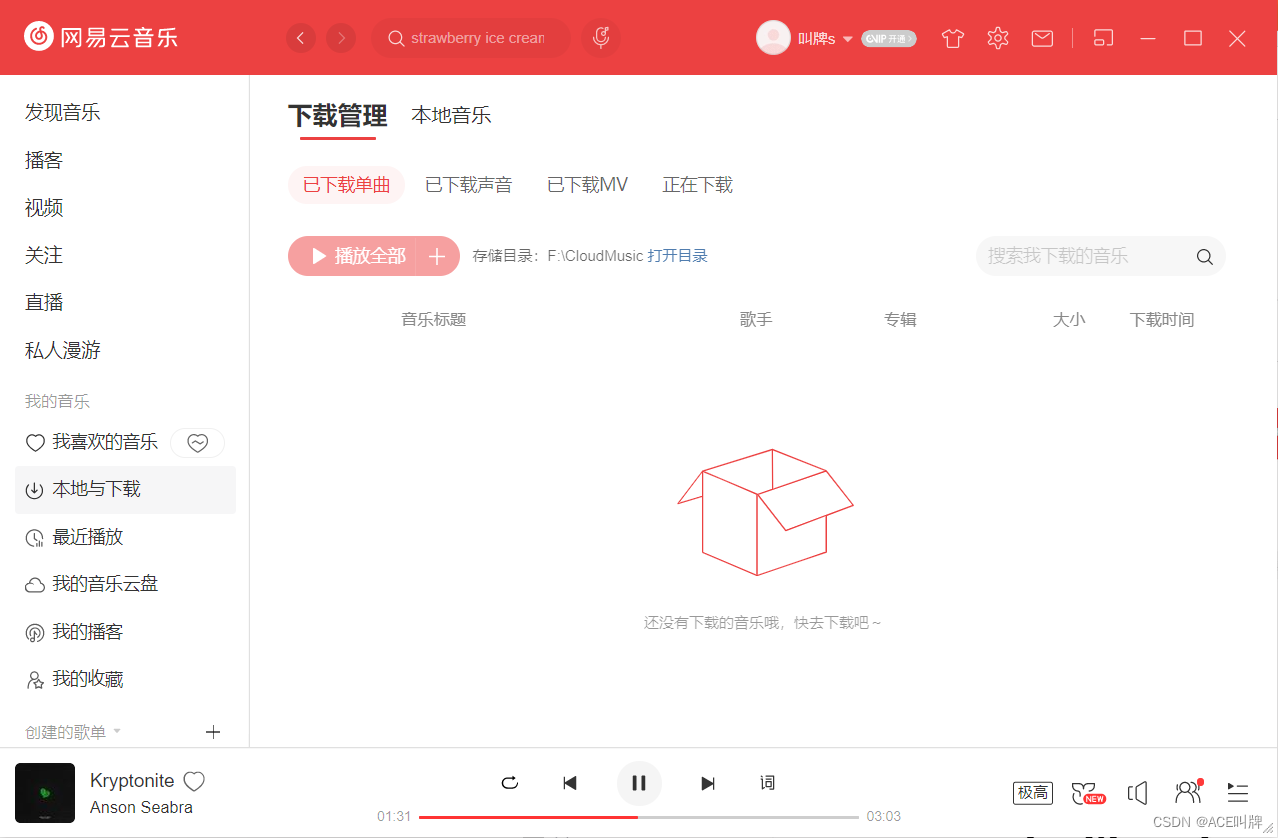 网易云音乐
strawberry ice crean
叫牌s
VIP开通
发现音乐
播客
视频
关注
直播
私人漫游
我的音乐
我喜欢的音乐
本地与下载
最近播放
我的音乐云盘
我的播客
我的收藏
创建的歌单
下载管理 本地音乐
已下载单曲 已下载声音 已下载MV 正在下载
播放全部 + 存储目录：F:\CloudMusic 打开目录
搜索我下载的音乐
音乐标题 歌手 专辑 大小 下载时间
还没有下载的音乐哦，快去下载吧~
Kryptonite
Anson Seabra
词
01:31 03:03
极高
NEW
CSDN @ACE叫牌